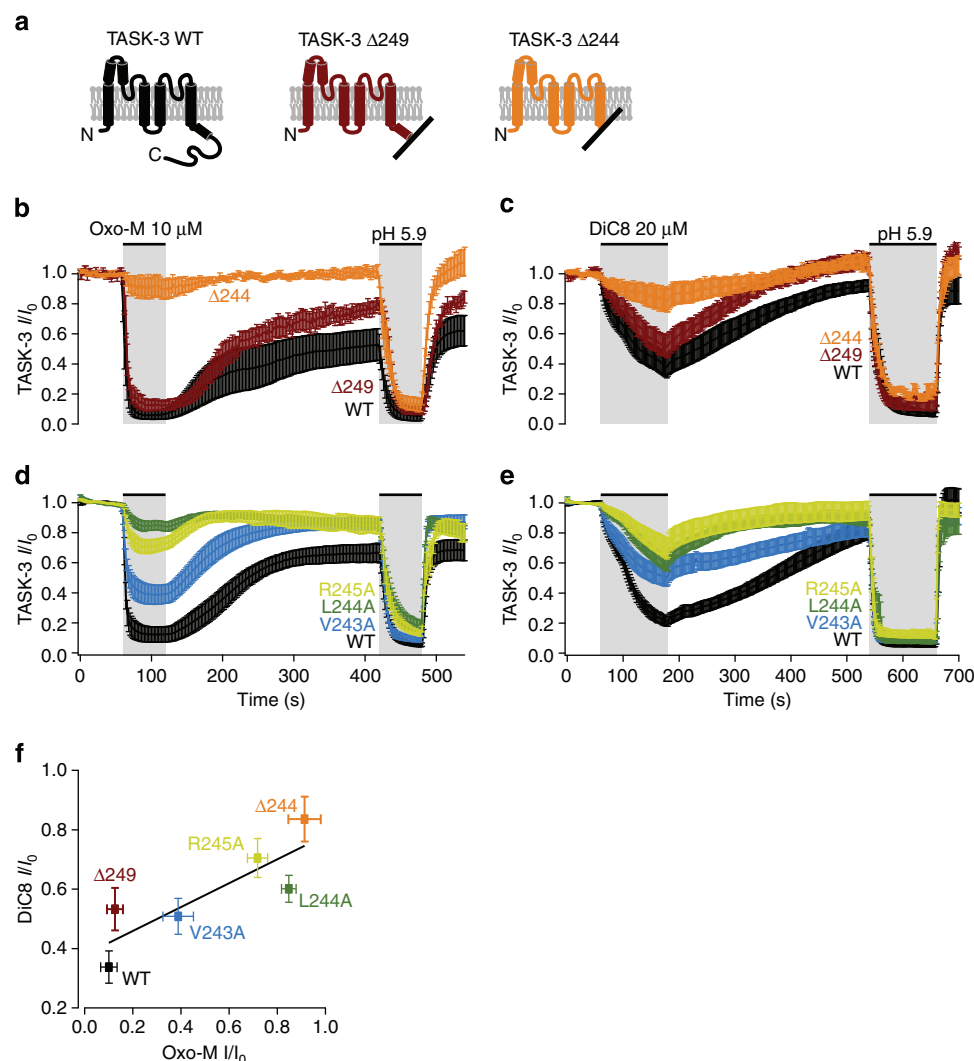 a
TASK-3 WT
TASK-3 Δ249
TASK-3 Δ244
N
C
N
N
b
Oxo-M 10 μM
pH 5.9
TASK-3 I/I0
1.0
0.8
0.6
0.4
0.2
0.0
Δ244
Δ249
WT
c
DiC8 20 μM
pH 5.9
TASK-3 I/I0
1.0
0.8
0.6
0.4
0.2
0.0
Δ244
Δ249
WT
d
TASK-3 I/I0
1.0
0.8
0.6
0.4
0.2
0.0
R245A
L244A
V243A
WT
0 100 200 300 400 500
Time (s)
e
TASK-3 I/I0
1.0
0.8
0.6
0.4
0.2
0.0
R245A
L244A
V243A
WT
0 100 200 300 400 500 600 700
Time (s)
f
DiC8 I/I0
1.0
0.8
0.6
0.4
0.2
Δ244
R245A
Δ249
L244A
V243A
WT
0.0 0.2 0.4 0.6 0.8 1.0
Oxo-M I/I0